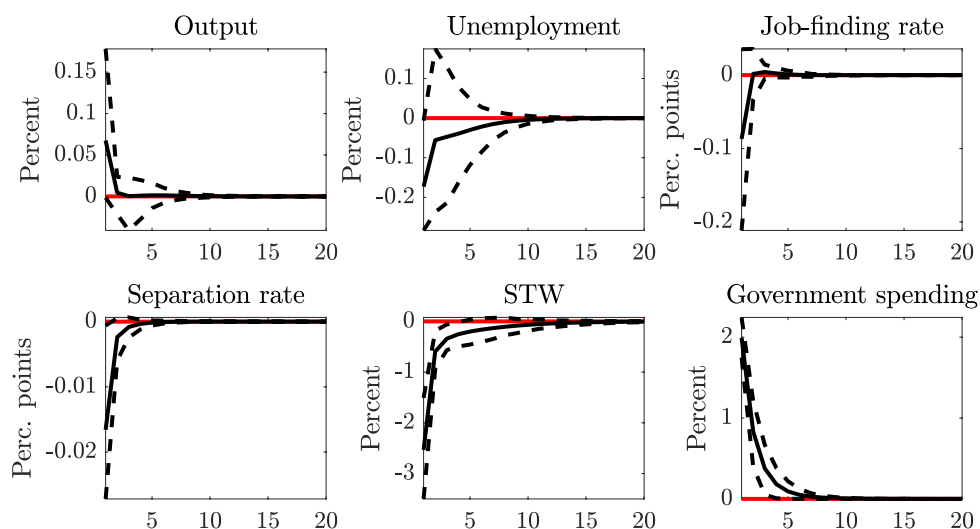 Output
Unemployment
Job-finding rate
Percent
0.15
0.1
0.05
0
5 10 15 20
Percent
0.1
0
-0.1
-0.2
5 10 15 20
Perc. points
0
-0.1
-0.2
5 10 15 20
Separation rate
STW
Government spending
Perc. points
0
-0.01
-0.02
5 10 15 20
Percent
0
-1
-2
-3
5 10 15 20
Percent
2
1
0
5 10 15 20